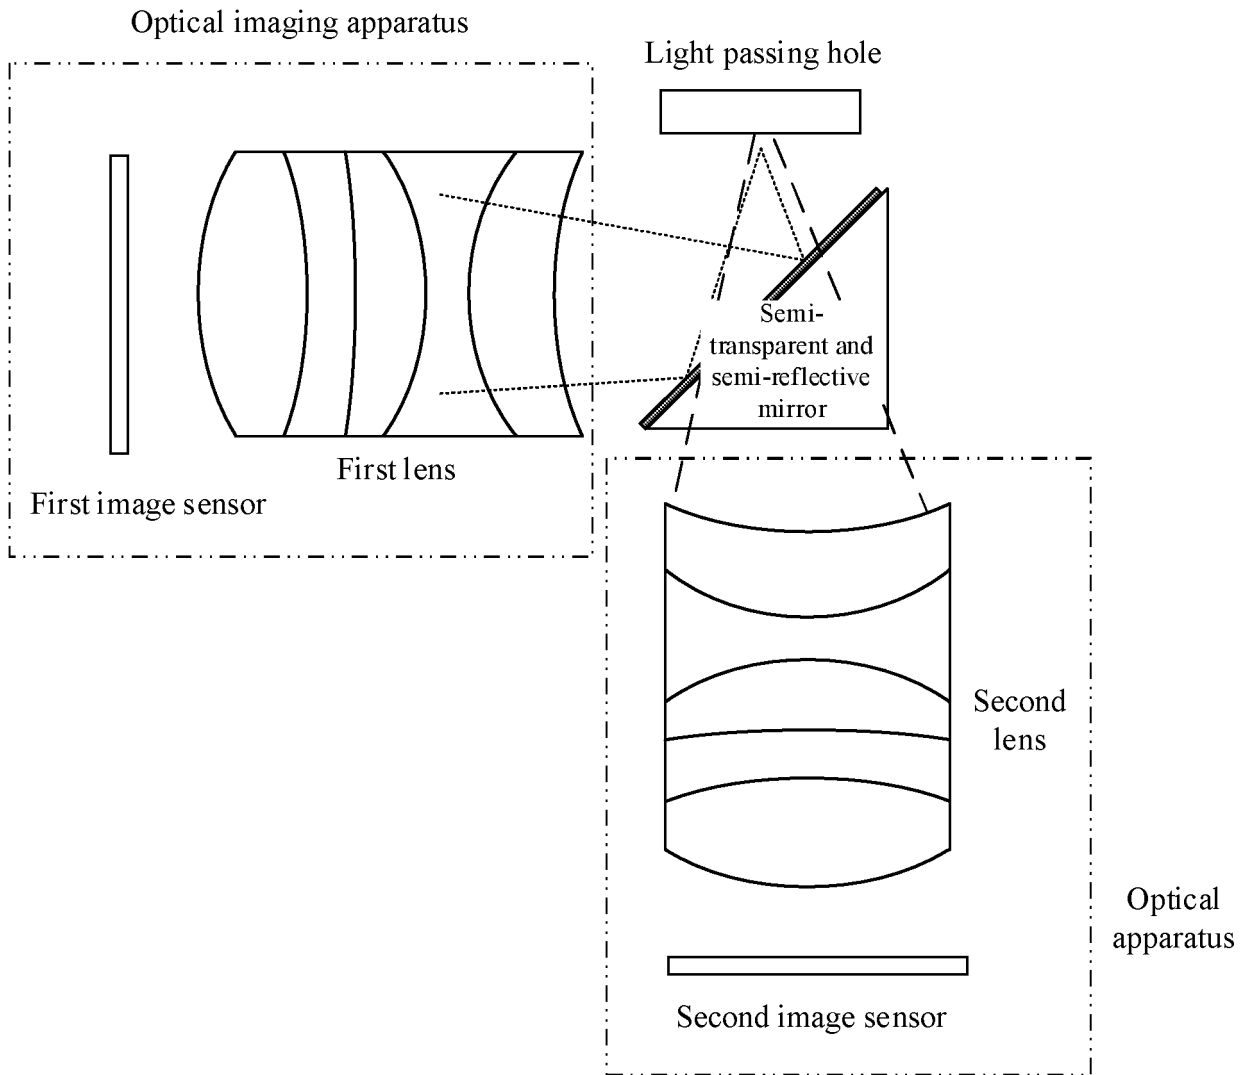 Optical imaging apparatus
Light passing hole
Semi-
transparent and
semi-reflective
mirror
First lens
First image sensor
Second
lens
Optical
apparatus
Second image sensor